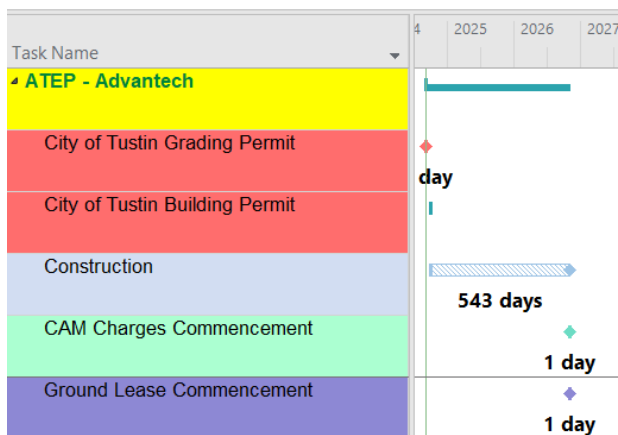 4 2025 2026 2027
Task Name
ATEP - Advantech
City of Tustin Grading Permit
day
City of Tustin Building Permit
Construction
543 days
CAM Charges Commencement
1 day
Ground Lease Commencement
1 day